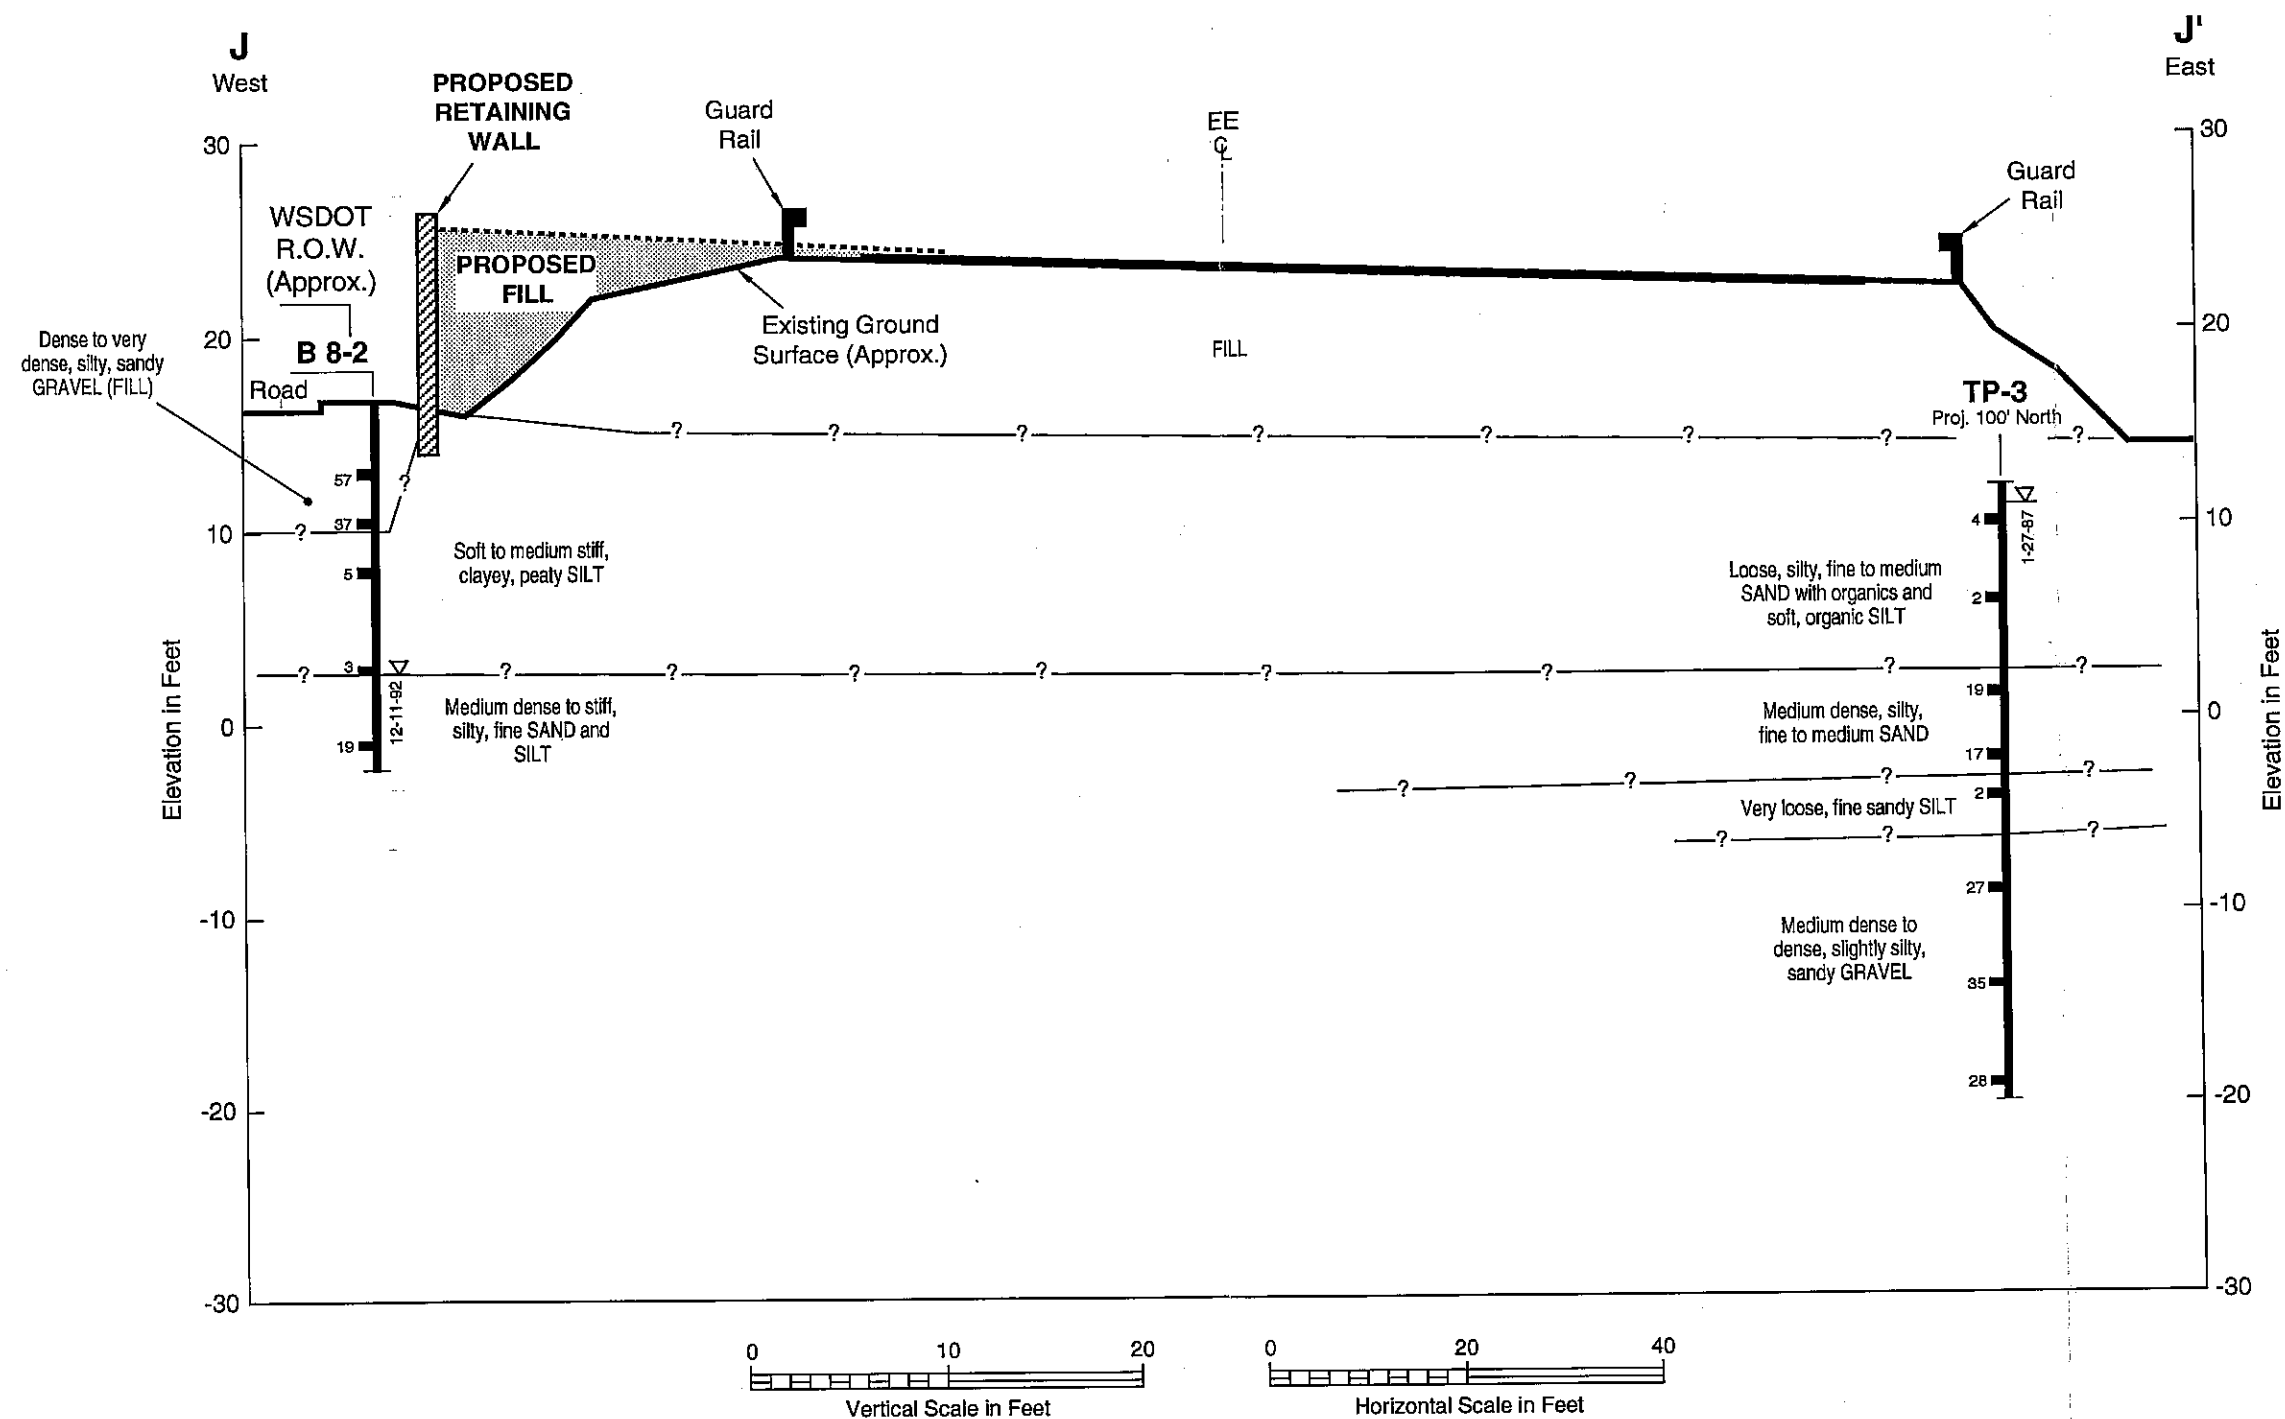 J
West
J'
East
PROPOSED
RETAINING
WALL
Guard
Rail
EE
℄
Guard
Rail
30
30
WSDOT
R.O.W.
(Approx.)
PROPOSED
FILL
Existing Ground
Surface (Approx.)
FILL
20
20
Dense to very
dense, silty, sandy
GRAVEL (FILL)
B 8-2
Road
TP-3
Proj. 100' North
? ? ? ? ? ? ? ?
57
?
37
?
10
10
4
1-27-87
Soft to medium stiff,
clayey, peaty SILT
5
Loose, silty, fine to medium
SAND with organics and
soft, organic SILT
2
3
? ? ? ? ? ? ? ? ?
12-11-92
Medium dense to stiff,
silty, fine SAND and
SILT
19
19
Medium dense, silty,
fine to medium SAND
17
0
0
Elevation in Feet
Elevation in Feet
? ? ? ?
2
Very loose, fine sandy SILT
? ? ?
27
-10
-10
Medium dense to
dense, slightly silty,
sandy GRAVEL
35
28
-20
-20
-30
-30
0 10 20
Vertical Scale in Feet
0 20 40
Horizontal Scale in Feet